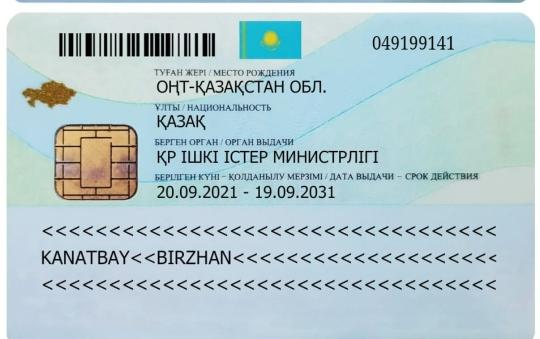 049199141
ТУҒАН ЖЕРІ / МЕСТО РОЖДЕНИЯ
ОҢТ-ҚАЗАҚСТАН ОБЛ.
ҰЛТЫ / НАЦИОНАЛЬНОСТЬ
ҚАЗАҚ
БЕРГЕН ОРГАН / ОРГАН ВЫДАЧИ
ҚР ІШКІ ІСТЕР МИНИСТРЛІГІ
БЕРІЛГЕН КҮНІ – ҚОЛДАНЫЛУ МЕРЗІМІ / ДАТА ВЫДАЧИ – СРОК ДЕЙСТВИЯ
20.09.2021 - 19.09.2031
<<<<<<<<<<<<<<<<<<<<<<<<<<<<<<<<<<<
KANATBAY<<BIRZHAN<<<<<<<<<<<<<<<<<<<<
<<<<<<<<<<<<<<<<<<<<<<<<<<<<<<<<<<<